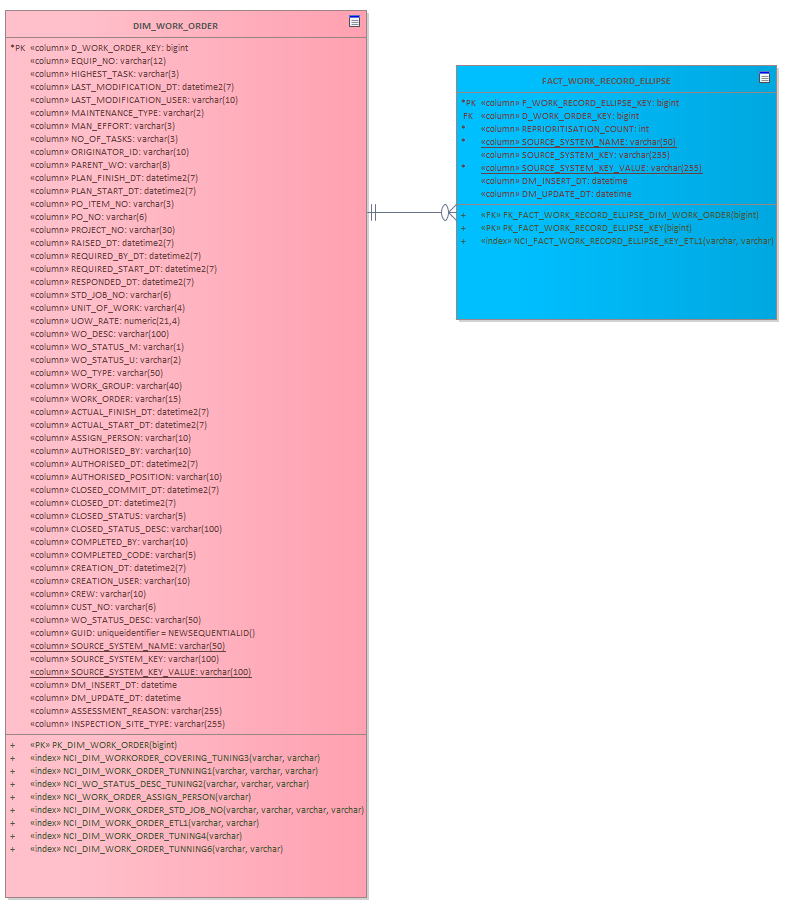 DIM_WORK_ORDER
*PK «column» D_WORK_ORDER_KEY: bigint
«column» EQUIP_NO: varchar(12)
«column» HIGHEST_TASK: varchar(3)
«column» LAST_MODIFICATION_DT: datetime2(7)
«column» LAST_MODIFICATION_USER: varchar(10)
«column» MAINTENANCE_TYPE: varchar(2)
«column» MAN_EFFORT: varchar(3)
«column» NO_OF_TASKS: varchar(3)
«column» ORIGINATOR_ID: varchar(10)
«column» PARENT_WO: varchar(8)
«column» PLAN_FINISH_DT: datetime2(7)
«column» PLAN_START_DT: datetime2(7)
«column» PO_ITEM_NO: varchar(3)
«column» PO_NO: varchar(6)
«column» PROJECT_NO: varchar(30)
«column» RAISED_DT: datetime2(7)
«column» REQUIRED_BY_DT: datetime2(7)
«column» REQUIRED_START_DT: datetime2(7)
«column» RESPONDED_DT: datetime2(7)
«column» STD_JOB_NO: varchar(6)
«column» UNIT_OF_WORK: varchar(4)
«column» UOW_RATE: numeric(21,4)
«column» WO_DESC: varchar(100)
«column» WO_STATUS_M: varchar(1)
«column» WO_STATUS_U: varchar(2)
«column» WO_TYPE: varchar(50)
«column» WORK_GROUP: varchar(40)
«column» WORK_ORDER: varchar(15)
«column» ACTUAL_FINISH_DT: datetime2(7)
«column» ACTUAL_START_DT: datetime2(7)
«column» ASSIGN_PERSON: varchar(10)
«column» AUTHORISED_BY: varchar(10)
«column» AUTHORISED_DT: datetime2(7)
«column» AUTHORISED_POSITION: varchar(10)
«column» CLOSED_COMMIT_DT: datetime2(7)
«column» CLOSED_DT: datetime2(7)
«column» CLOSED_STATUS: varchar(5)
«column» CLOSED_STATUS_DESC: varchar(100)
«column» COMPLETED_BY: varchar(10)
«column» COMPLETED_CODE: varchar(5)
«column» CREATION_DT: datetime2(7)
«column» CREATION_USER: varchar(10)
«column» CREW: varchar(10)
«column» CUST_NO: varchar(6)
«column» WO_STATUS_DESC: varchar(50)
«column» GUID: uniqueidentifier = NEWSEQUENTIALID()
«column» SOURCE_SYSTEM_NAME: varchar(50)
«column» SOURCE_SYSTEM_KEY: varchar(100)
«column» SOURCE_SYSTEM_KEY_VALUE: varchar(100)
«column» DM_INSERT_DT: datetime
«column» DM_UPDATE_DT: datetime
«column» ASSESSMENT_REASON: varchar(255)
«column» INSPECTION_SITE_TYPE: varchar(255)
+ «PK» PK_DIM_WORK_ORDER(bigint)
+ «index» NCI_DIM_WORKORDER_COVERING_TUNING3(varchar, varchar)
+ «index» NCI_DIM_WORK_ORDER_TUNNING1(varchar, varchar, varchar)
+ «index» NCI_WO_STATUS_DESC_TUNING2(varchar, varchar, varchar)
+ «index» NCI_WORK_ORDER_ASSIGN_PERSON(varchar)
+ «index» NCI_DIM_WORK_ORDER_STD_JOB_NO(varchar, varchar, varchar, varchar)
+ «index» NCI_DIM_WORK_ORDER_ETL1(varchar, varchar)
+ «index» NCI_DIM_WORK_ORDER_TUNING4(varchar)
+ «index» NCI_DIM_WORK_ORDER_TUNNING6(varchar, varchar)
FACT_WORK_RECORD_ELLIPSE
*PK «column» F_WORK_RECORD_ELLIPSE_KEY: bigint
FK «column» D_WORK_ORDER_KEY: bigint
* «column» REPRIORITISATION_COUNT: int
* «column» SOURCE_SYSTEM_NAME: varchar(50)
«column» SOURCE_SYSTEM_KEY: varchar(255)
* «column» SOURCE_SYSTEM_KEY_VALUE: varchar(255)
«column» DM_INSERT_DT: datetime
«column» DM_UPDATE_DT: datetime
+ «FK» FK_FACT_WORK_RECORD_ELLIPSE_DIM_WORK_ORDER(bigint)
+ «PK» PK_FACT_WORK_RECORD_ELLIPSE_KEY(bigint)
+ «index» NCI_FACT_WORK_RECORD_ELLIPSE_KEY_ETL1(varchar, varchar)